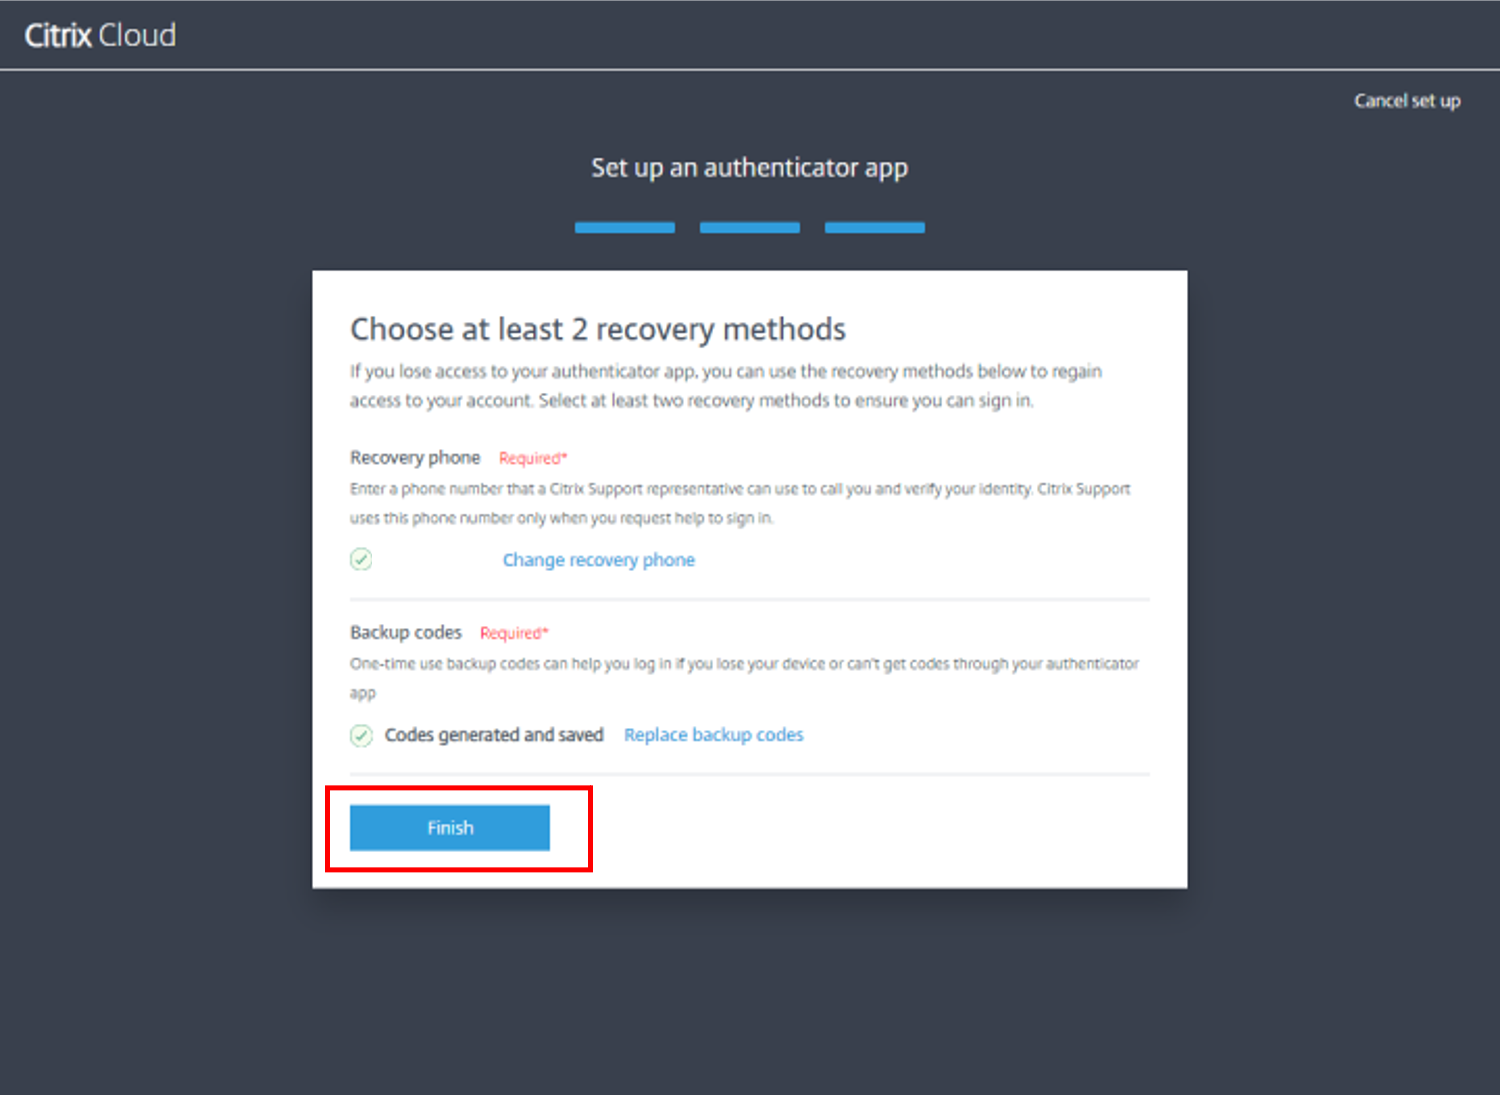 Citrix Cloud
Cancel set up
Set up an authenticator app
Choose at least 2 recovery methods
If you lose access to your authenticator app, you can use the recovery methods below to regain
access to your account. Select at least two recovery methods to ensure you can sign in.
Recovery phone Required*
Enter a phone number that a Citrix Support representative can use to call you and verify your identity. Citrix Support
uses this phone number only when you request help to sign in.
Change recovery phone
Backup codes Required*
One-time use backup codes can help you log in if you lose your device or can't get codes through your authenticator
app
Codes generated and saved Replace backup codes
Finish